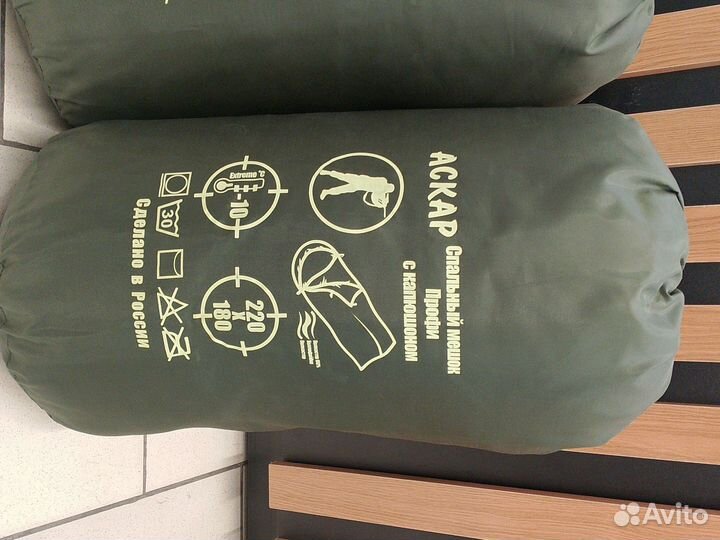 АСКАР
Спальный мешок
Профи
с капюшоном
Extreme °C
-10
220
X
180
30
Сделано в России
Avito